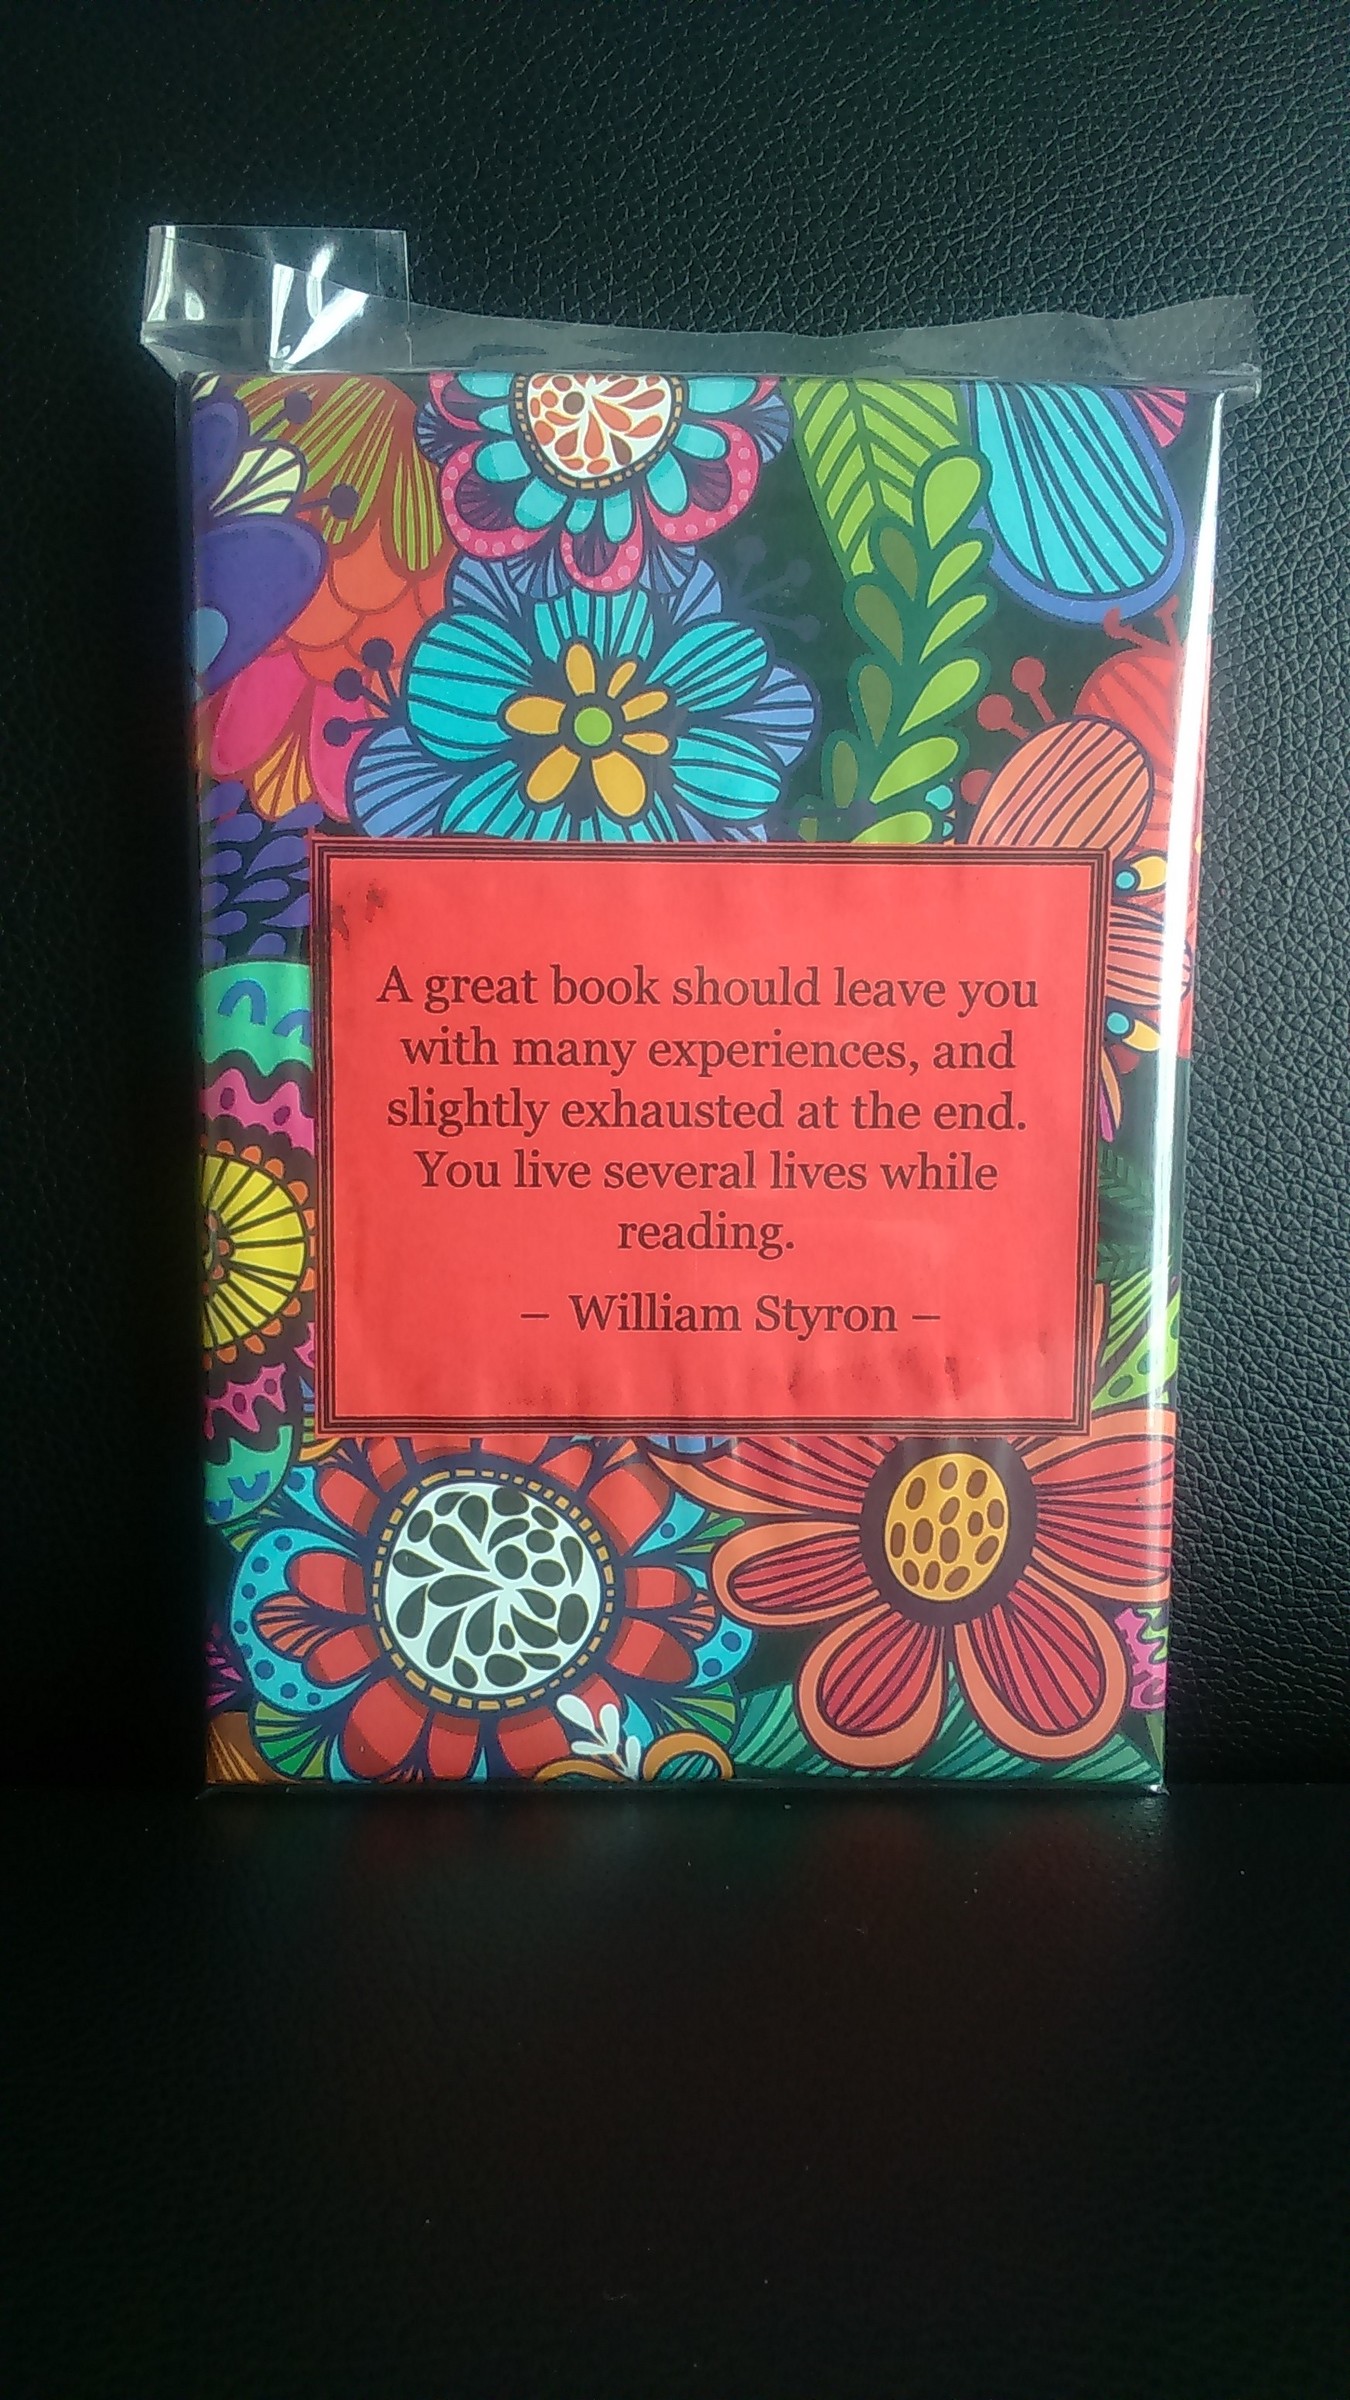 A great book should leave you
with many experiences, and
slightly exhausted at the end.
You live several lives while
reading.
– William Styron –